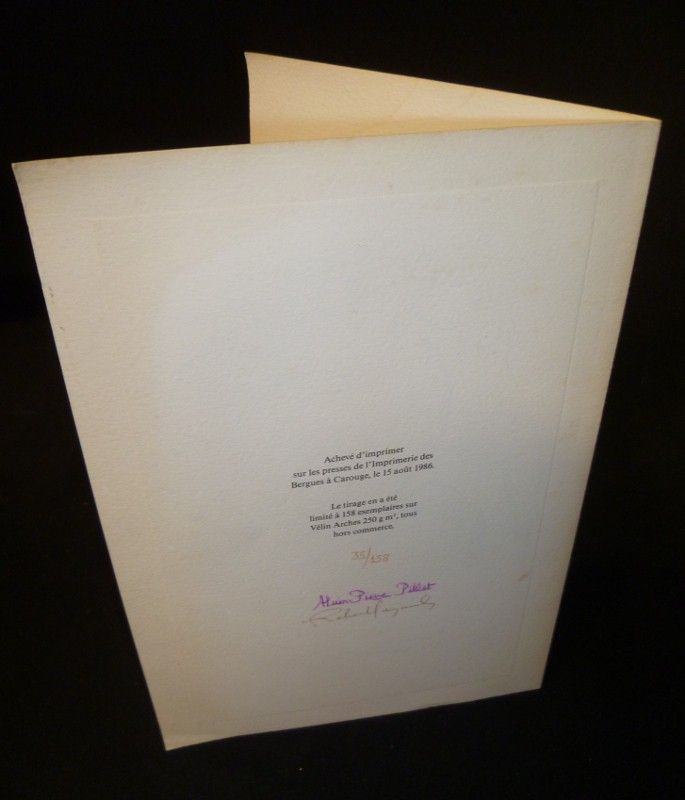 Achevé d'imprimer
sur les presses de l'Imprimerie des
Bergues à Carouge, le 15 août 1986.
Le tirage en a été
limité à 158 exemplaires sur
Vélin Arches 250 g m², tous
hors commerce.
35/158
Alain-Pierre Pillet